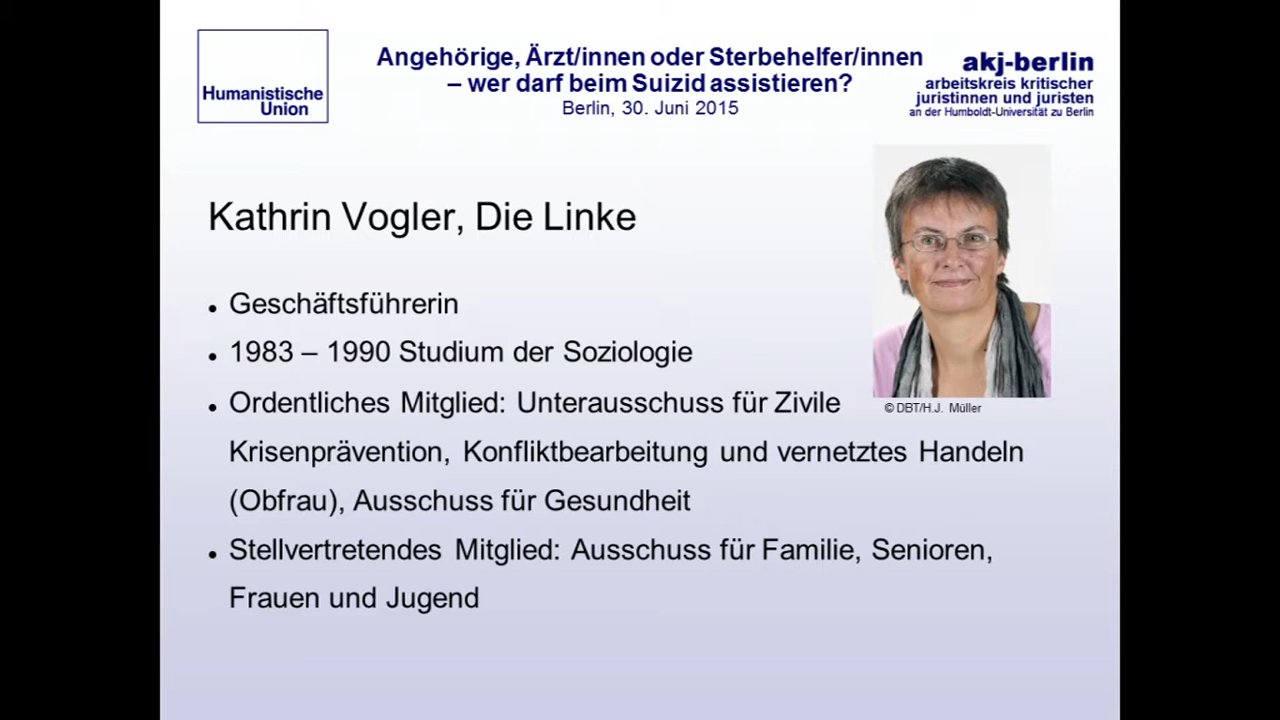 Humanistische
Union
Angehörige, Ärzt/innen oder Sterbehelfer/innen
– wer darf beim Suizid assistieren?
Berlin, 30. Juni 2015
akj-berlin
arbeitskreis kritischer
juristinnen und juristen
an der Humboldt-Universität zu Berlin
Kathrin Vogler, Die Linke
• Geschäftsführerin
• 1983 – 1990 Studium der Soziologie
• Ordentliches Mitglied: Unterausschuss für Zivile
Krisenprävention, Konfliktbearbeitung und vernetztes Handeln
(Obfrau), Ausschuss für Gesundheit
• Stellvertretendes Mitglied: Ausschuss für Familie, Senioren,
Frauen und Jugend
© DBT/H.J. Müller